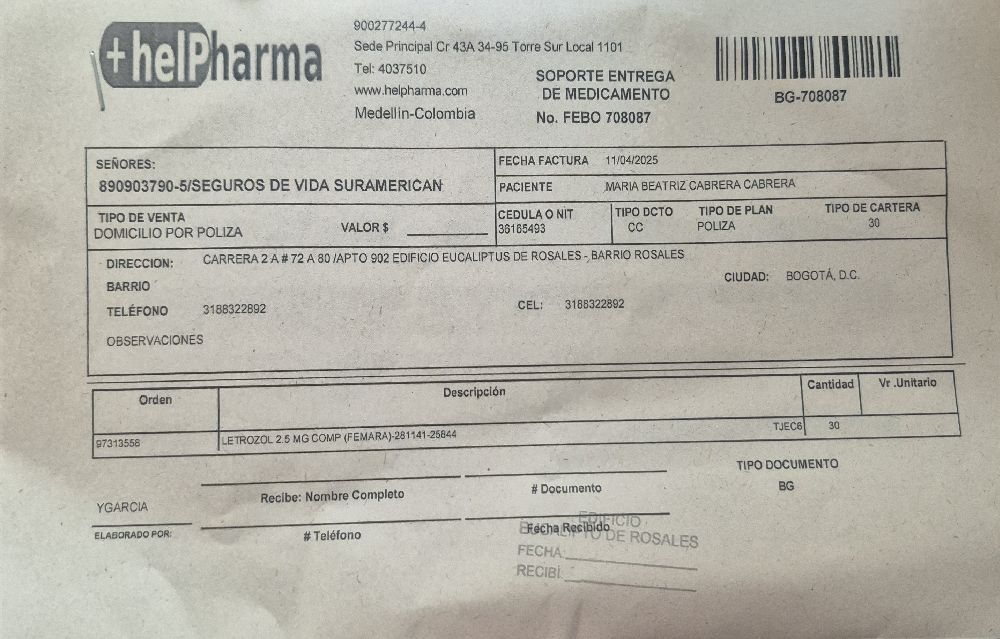 +helPharma
900277244-4
Sede Principal Cr 43A 34-95 Torre Sur Local 1101
Tel: 4037510
www.helpharma.com
Medellín-Colombia
SOPORTE ENTREGA
DE MEDICAMENTO
No. FEBO 708087
BG-708087
SEÑORES:
890903790-5/SEGUROS DE VIDA SURAMERICAN
FECHA FACTURA 11/04/2025
PACIENTE MARIA BEATRIZ CABRERA CABRERA
TIPO DE VENTA
DOMICILIO POR POLIZA
VALOR $
CEDULA O NIT
36165493
TIPO DCTO
CC
TIPO DE PLAN
POLIZA
TIPO DE CARTERA
30
DIRECCION: CARRERA 2 A # 72 A 80 /APTO 902 EDIFICIO EUCALIPTUS DE ROSALES - BARRIO ROSALES
BARRIO
CIUDAD: BOGOTÁ, D.C.
TELÉFONO 3188322892
CEL: 3188322892
OBSERVACIONES
Orden Descripción Cantidad Vr .Unitario
97313558 LETROZOL 2.5 MG COMP (FEMARA)-281141-25844 TJEC6 30
TIPO DOCUMENTO
BG
Recibe: Nombre Completo
# Documento
YGARCIA
ELABORADO POR:
# Teléfono
Fecha Recibido
EDIFICIO
EUCALIPTO DE ROSALES
FECHA:
RECIBÍ: